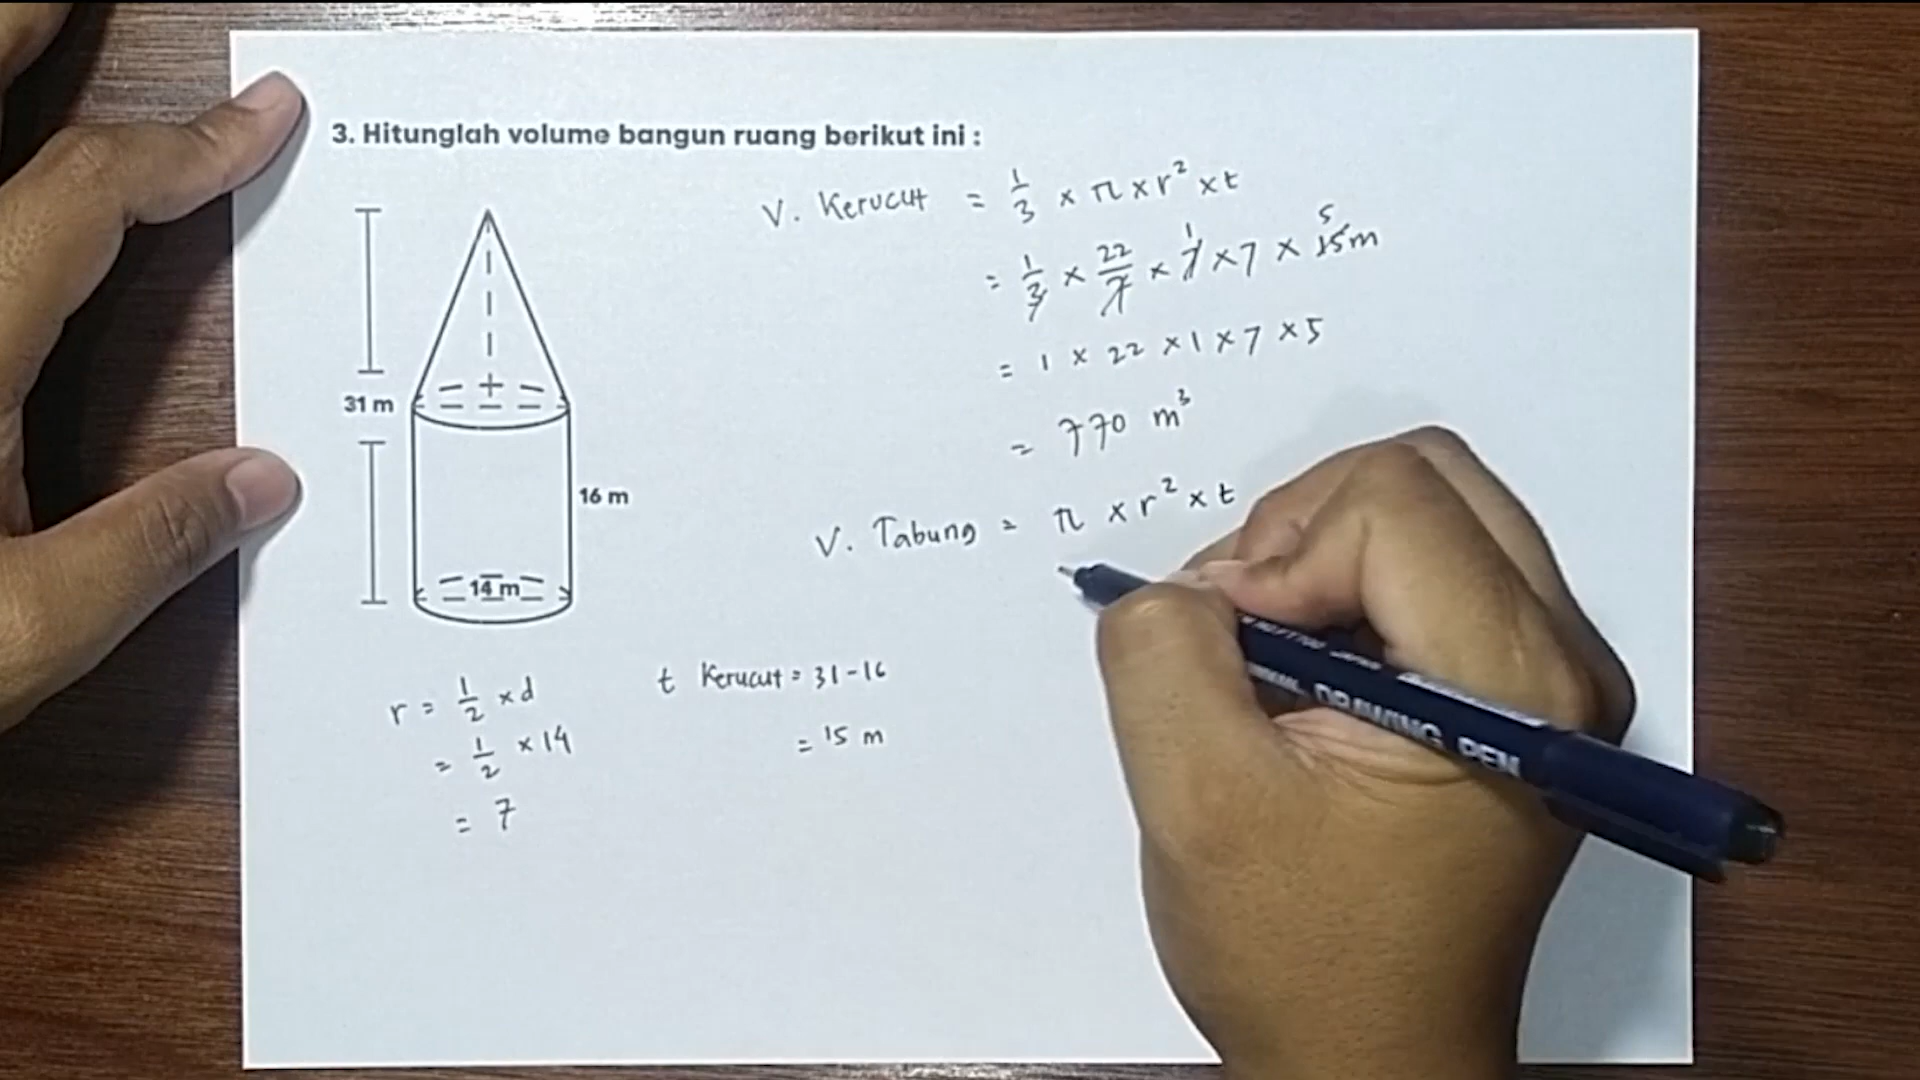 3. Hitunglah volume bangun ruang berikut ini :
31 m
16 m
14 m
r = 1/2 x d
= 1/2 x 14
= 7
t Kerucut = 31 - 16
= 15 m
V. Kerucut = 1/3 x π x r² x t
= 1/3 x 22/7 x 7 1 x 7 x 15 5 m
= 1 x 22 x 1 x 7 x 5
= 770 m³
V. Tabung = π x r² x t
DRAWING PEN